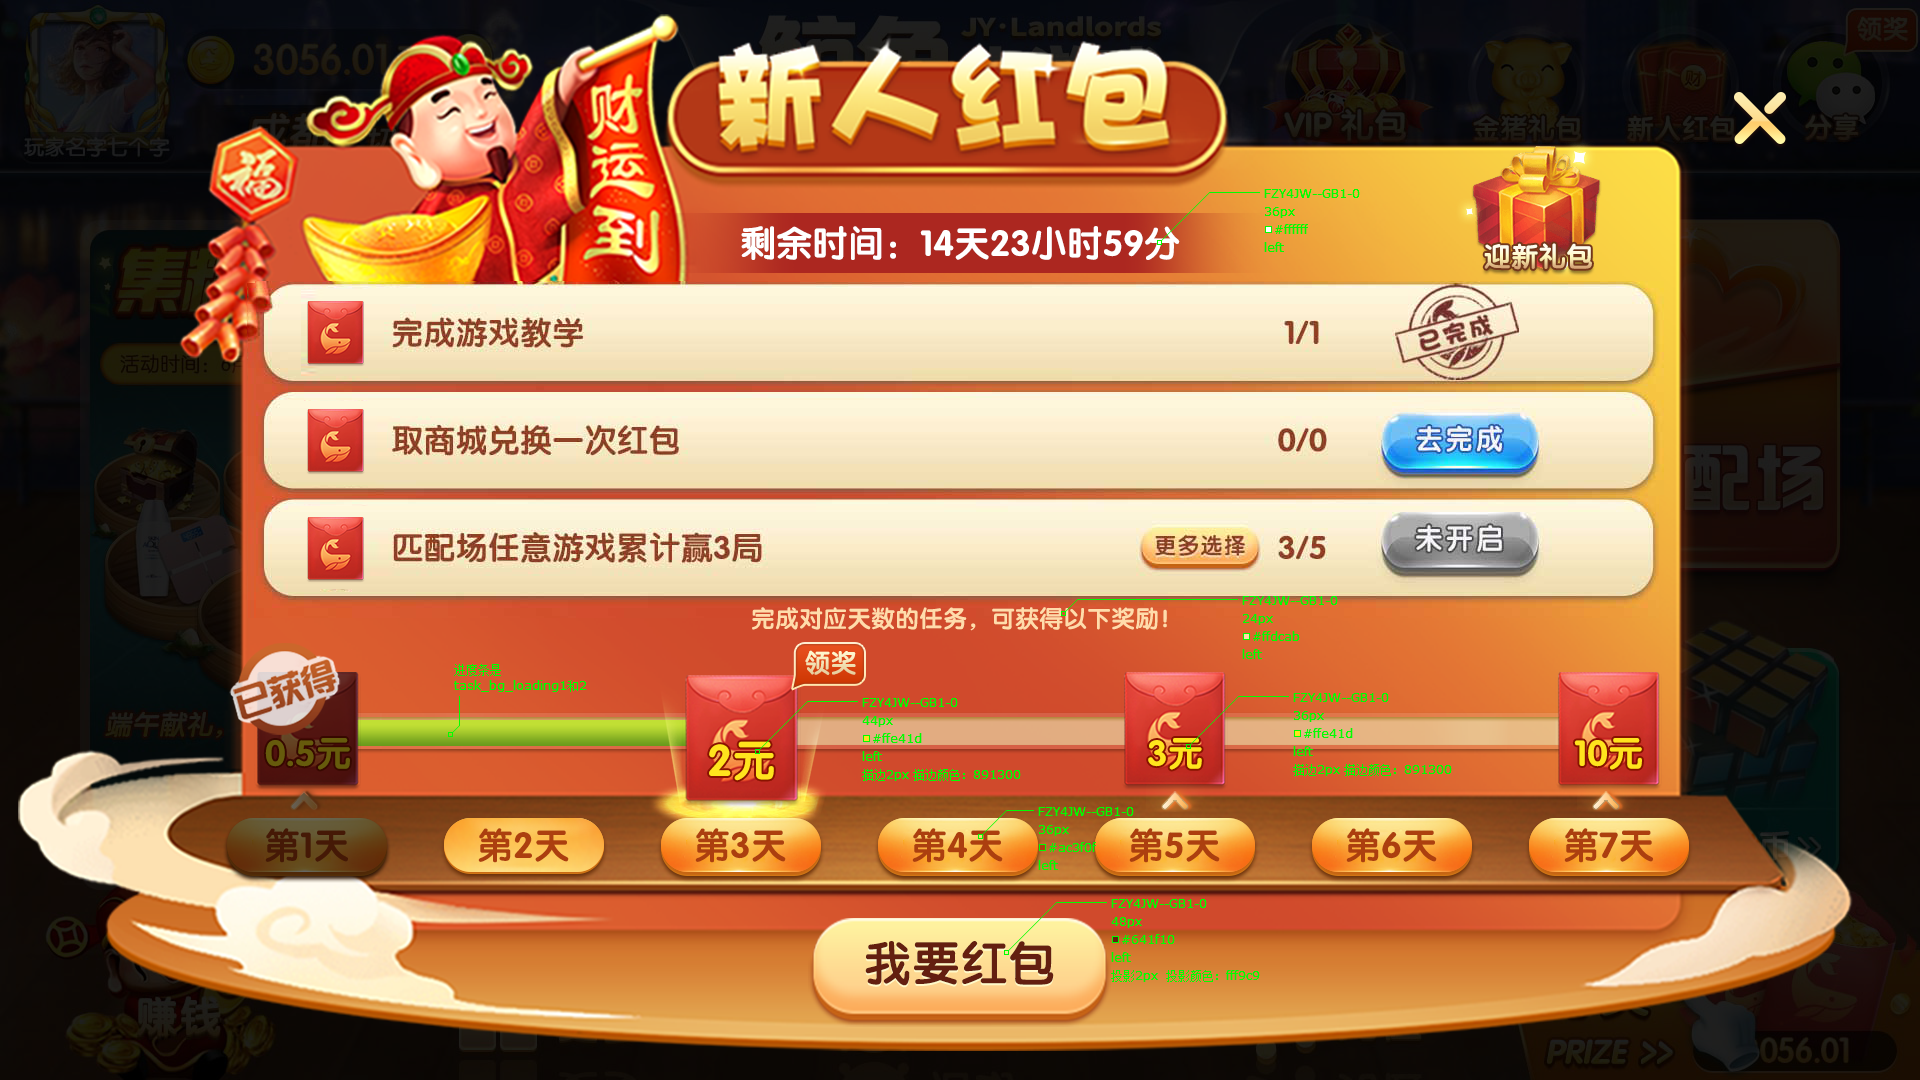 JY·Landlords
领奖
3056.01
新人红包
财运到
福
VIP 礼包
金猪礼包
新人红包
分享
玩家名字七个字
FZY4JW--GB1-0
36px
#ffffff
left
剩余时间：14天23小时59分
迎新礼包
完成游戏教学
1/1
已完成
活动时间：
取商城兑换一次红包
0/0
去完成
配场
匹配场任意游戏累计赢3局
更多选择
3/5
未开启
完成对应天数的任务，可获得以下奖励！
FZY4JW--GB1-0
24px
#ffdcab
left
已获得
进度条是
task_bg_loading1和2
领奖
FZY4JW--GB1-0
44px
#ffe41d
left
描边2px 描边颜色：891300
FZY4JW--GB1-0
36px
#ffe41d
left
描边2px 描边颜色：891300
端午献礼，
0.5元
2元
3元
10元
FZY4JW--GB1-0
36px
#ac3f0f
left
第1天
第2天
第3天
第4天
第5天
第6天
第7天
币 >>
FZY4JW--GB1-0
48px
#641f10
left
我要红包
赚钱
PRIZE >>
056.01